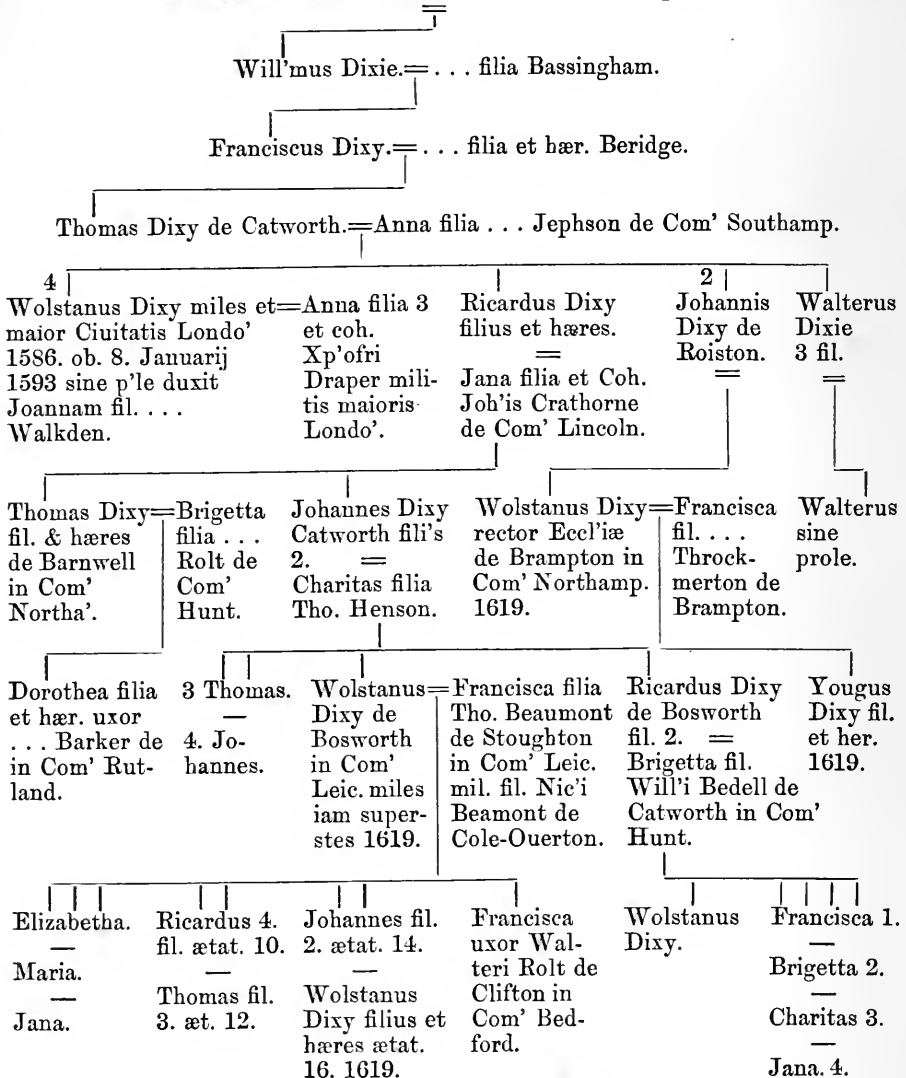 Will'mus Dixie.=. . . filia Bassingham.
Franciscus Dixy.=. . . filia et hær. Beridge.
Thomas Dixy de Catworth.=Anna filia . . . Jephson de Com' Southamp.
4
Wolstanus Dixy miles et=
maior Ciuitatis Londo'
1586. ob. 8. Januarij
1593 sine p'le duxit
Joannam fil. . . .
Walkden.
Anna filia 3
et coh.
Xp'ofri
Draper mili-
tis maioris
Londo'.
Ricardus Dixy
filius et hæres.
=
Jana filia et Coh.
Joh'is Crathorne
de Com' Lincoln.
2
Johannis
Dixy de
Roiston.
=
Walterus
Dixie
3 fil.
=
Thomas Dixy=
fil. & hæres
de Barnwell
in Com'
Northa'.
Brigetta
filia . . .
Rolt de
Com'
Hunt.
Johannes Dixy
Catworth fili's
2. =
Charitas filia
Tho. Henson.
Wolstanus Dixy=
rector Eccl'iæ
de Brampton in
Com' Northamp.
1619.
Francisca
fil. . . .
Throck-
merton de
Brampton.
Walterus
sine
prole.
Dorothea filia
et hær. uxor
. . . Barker de
in Com' Rut-
land.
3 Thomas.
—
4. Jo-
hannes.
Wolstanus=
Dixy de
Bosworth
in Com'
Leic. miles
iam super-
stes 1619.
Francisca filia
Tho. Beaumont
de Stoughton
in Com' Leic.
mil. fil. Nic'i
Beamont de
Cole-Ouerton.
Ricardus Dixy
de Bosworth
fil. 2. =
Brigetta fil.
Will'i Bedell de
Catworth in Com'
Hunt.
Yougus
Dixy fil.
et her.
1619.
Elizabetha.
—
Maria.
—
Jana.
Ricardus 4.
fil. ætat. 10.
—
Thomas fil.
3. æt. 12.
Johannes fil.
2. ætat. 14.
—
Wolstanus
Dixy filius et
hæres ætat.
16. 1619.
Francisca
uxor Wal-
teri Rolt de
Clifton in
Com' Bed-
ford.
Wolstanus
Dixy.
Francisca 1.
—
Brigetta 2.
—
Charitas 3.
—
Jana. 4.